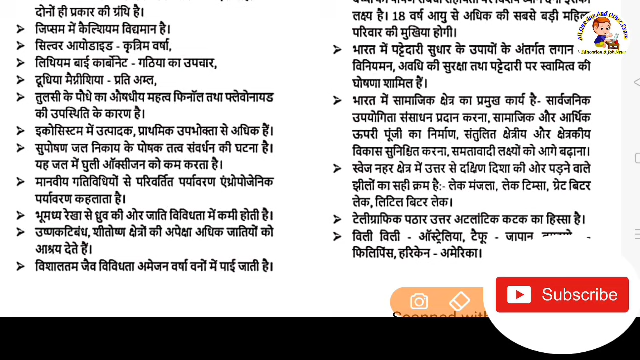 दोनों ही प्रकार की ग्रंथि है।
जिप्सम में कैल्शियम विद्यमान है।
सिल्वर आयोडाइड - कृत्रिम वर्षा,
लिथियम बाई कार्बोनेट - गठिया का उपचार,
दूधिया मैग्नीशिया - प्रति अम्ल,
तुलसी के पौधे का औषधीय महत्व फिनॉल तथा फ्लेवोनायड
की उपस्थिति के कारण है।
इकोसिस्टम में उत्पादक, प्राथमिक उपभोक्ता से अधिक हैं।
सुपोषण जल निकाय के पोषक तत्व संवर्धन की घटना है।
यह जल में घुली ऑक्सीजन को कम करता है।
मानवीय गतिविधियों से परिवर्तित पर्यावरण एंथ्रोपोजेनिक
पर्यावरण कहलाता है।
भूमध्य रेखा से ध्रुव की ओर जाति विविधता में कमी होती है।
उष्णकटिबंध, शीतोष्ण क्षेत्रों की अपेक्षा अधिक जातियों को
आश्रय देते हैं।
विशालतम जैव विविधता अमेजन वर्षा वनों में पाई जाती है।
लक्ष्य है। 18 वर्ष आयु से अधिक की सबसे बड़ी महिल
परिवार की मुखिया होगी।
भारत में पट्टेदारी सुधार के उपायों के अंतर्गत लगान
विनियमन, अवधि की सुरक्षा तथा पट्टेदारी पर स्वामित्व की
घोषणा शामिल हैं।
भारत में सामाजिक क्षेत्र का प्रमुख कार्य है- सार्वजनिक
उपयोगिता संसाधन प्रदान करना, सामाजिक और आर्थिक
ऊपरी पूंजी का निर्माण, संतुलित क्षेत्रीय और क्षेत्रकीय
विकास सुनिश्चित करना, समतावादी लक्ष्यों को आगे बढ़ाना।
स्वेज नहर क्षेत्र में उत्तर से दक्षिण दिशा की ओर पड़ने वाले
झीलों का सही क्रम है:- लेक मंजला, लेक टिम्सा, ग्रेट बिटर
लेक, लिटिल बिटर लेक।
टेलीग्राफिक पठार उत्तर अटलांटिक कटक का हिस्सा है।
विली विली - ऑस्ट्रेलिया, टैफू - जापान -
फिलिपिंस, हरिकेन - अमेरिका।
Scanned with
Subscribe